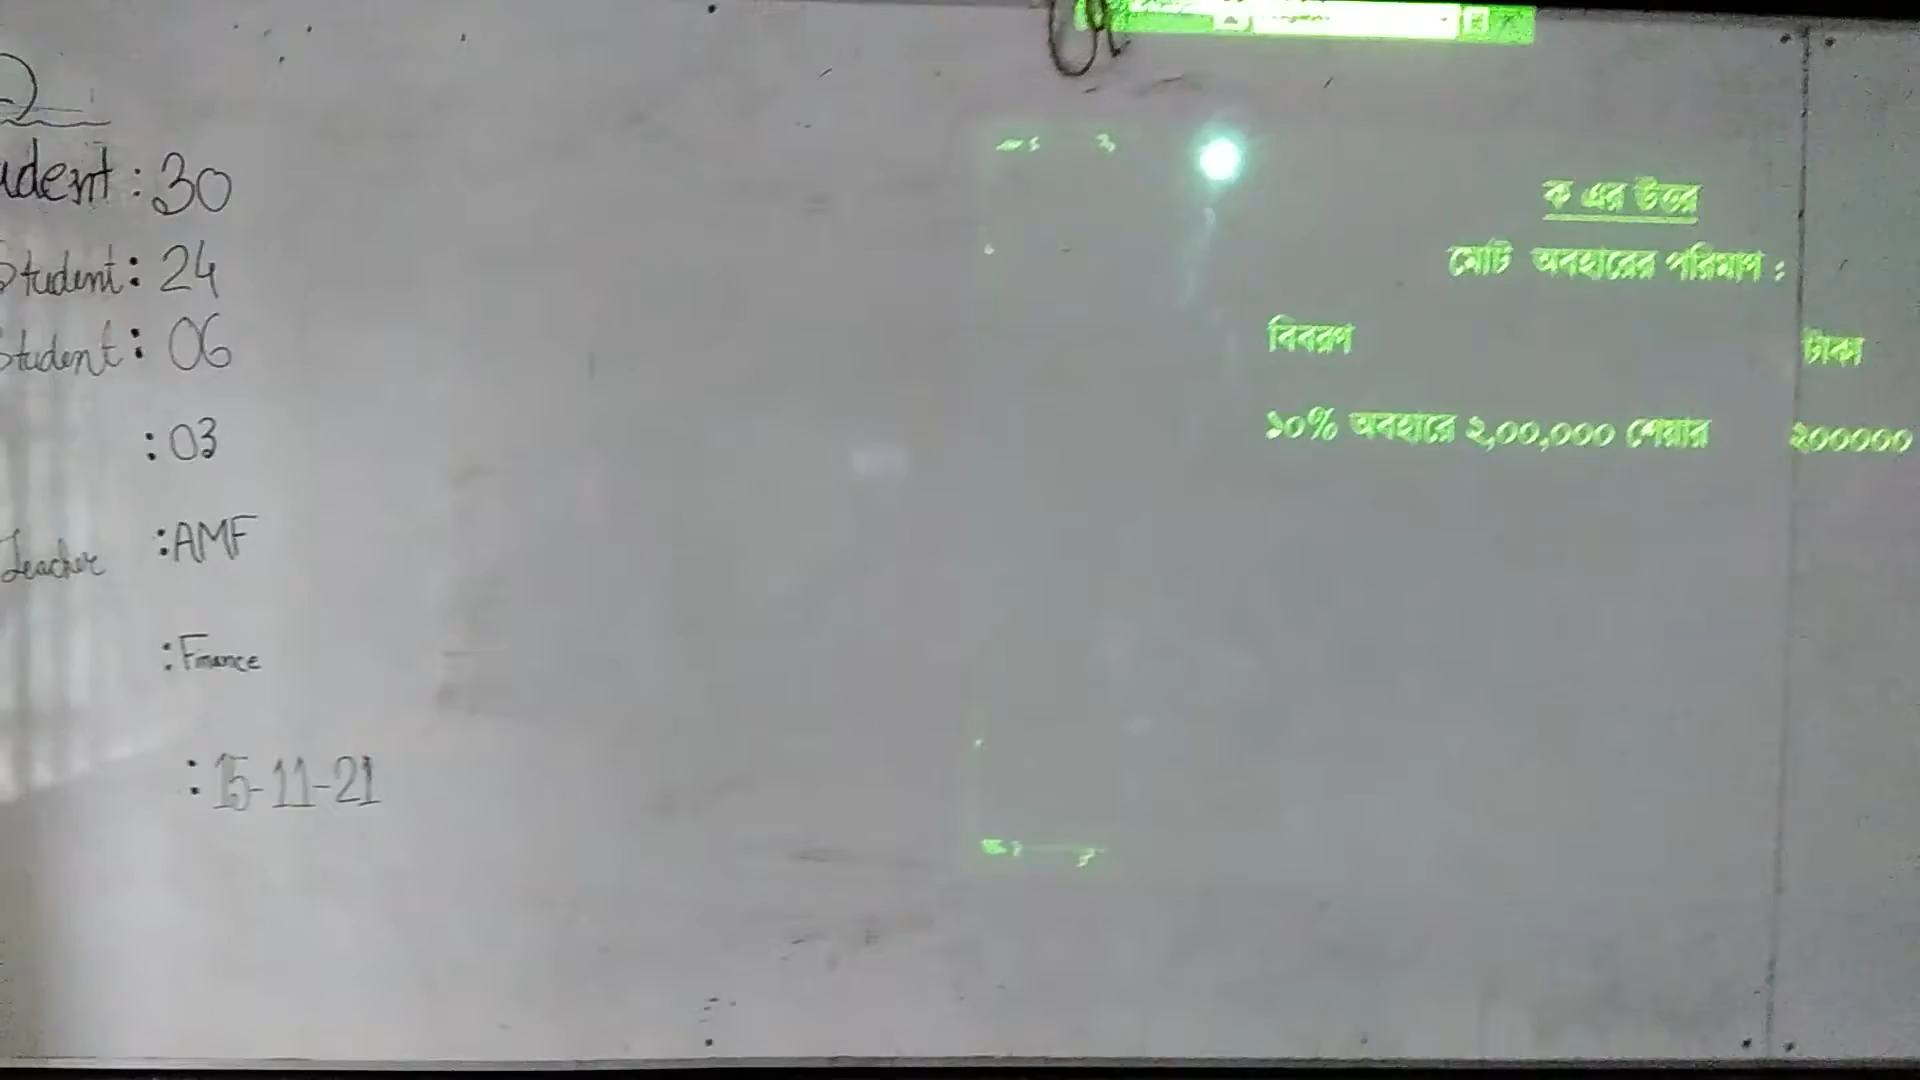 udent : 30
Student : 24
Student : 06
: 03
Teacher : AMF
: Finance
: 15-11-21
ক এর উত্তর
মোট অবহারের পরিমাণ :
বিবরণ টাকা
১০% অবহারে ২,০০,০০০ শেয়ার ২০০০০০